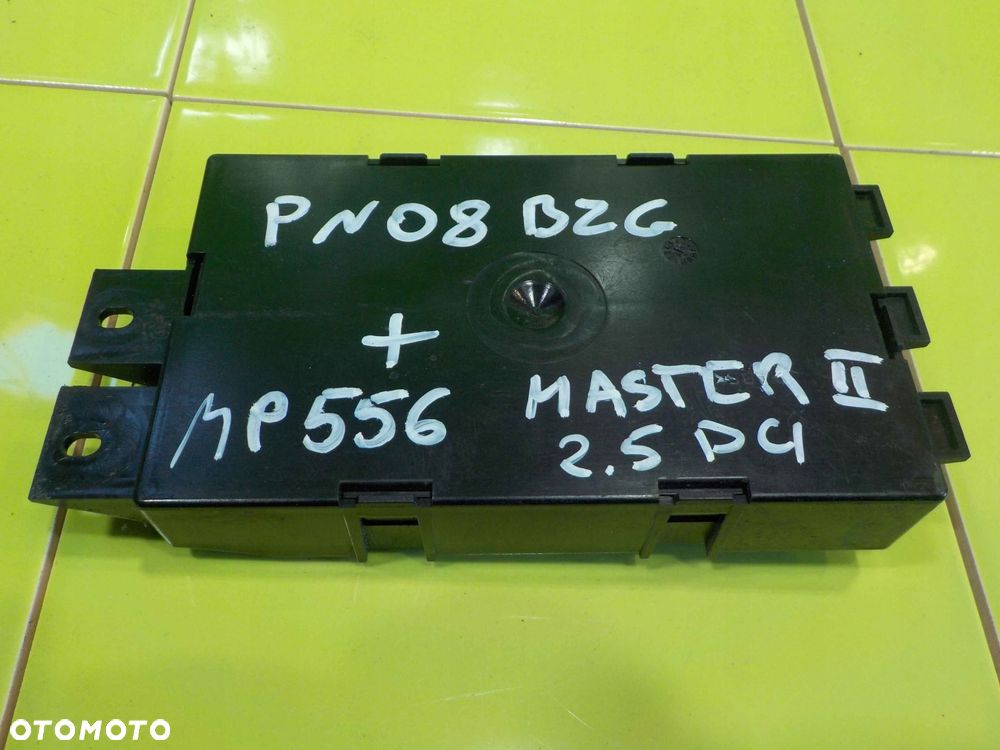 PN08 BZG
+
MP556
MASTER II
2.5 DCI
OTOMOTO